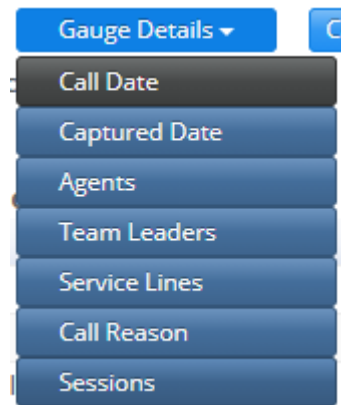 Gauge Details
Call Date
Captured Date
Agents
Team Leaders
Service Lines
Call Reason
Sessions